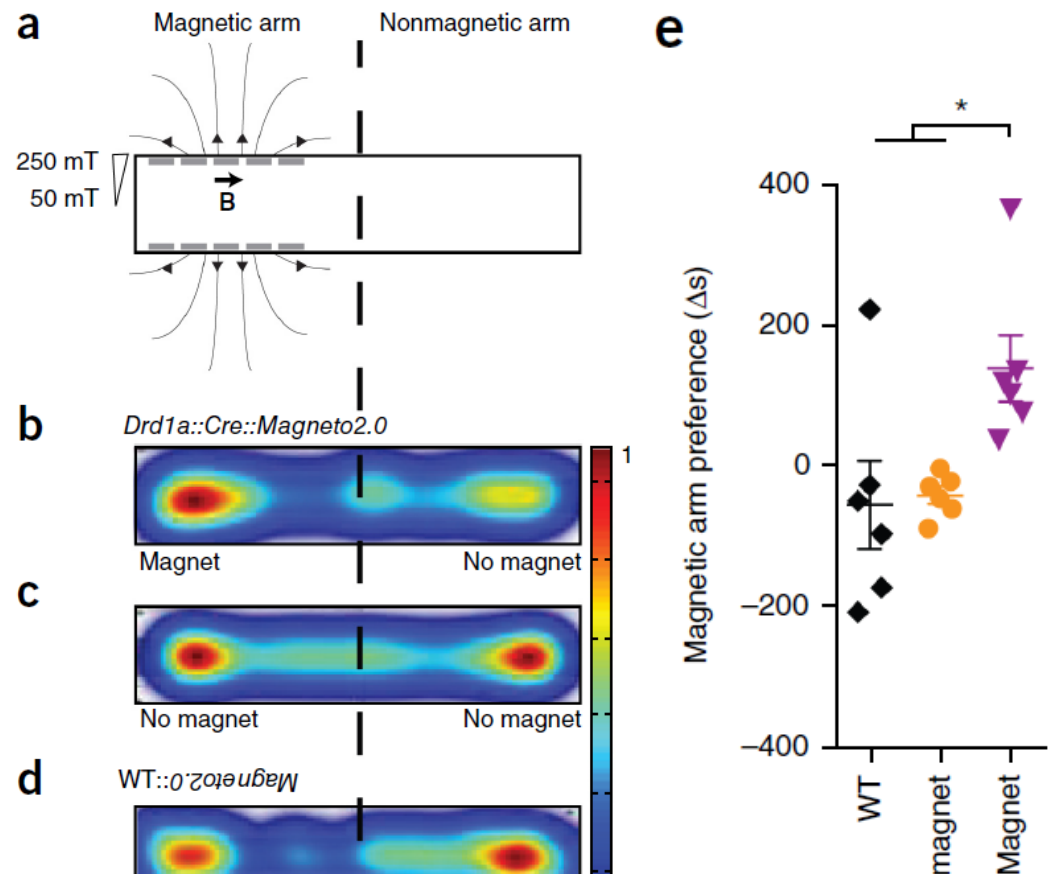 a
Magnetic arm
Nonmagnetic arm
250 mT
50 mT
B
b
Drd1a::Cre::Magneto2.0
1
Magnet
No magnet
c
No magnet
No magnet
d
WT::Magneto2.0
e
*
Magnetic arm preference (Δs)
400
200
0
−200
−400
WT
magnet
Magnet